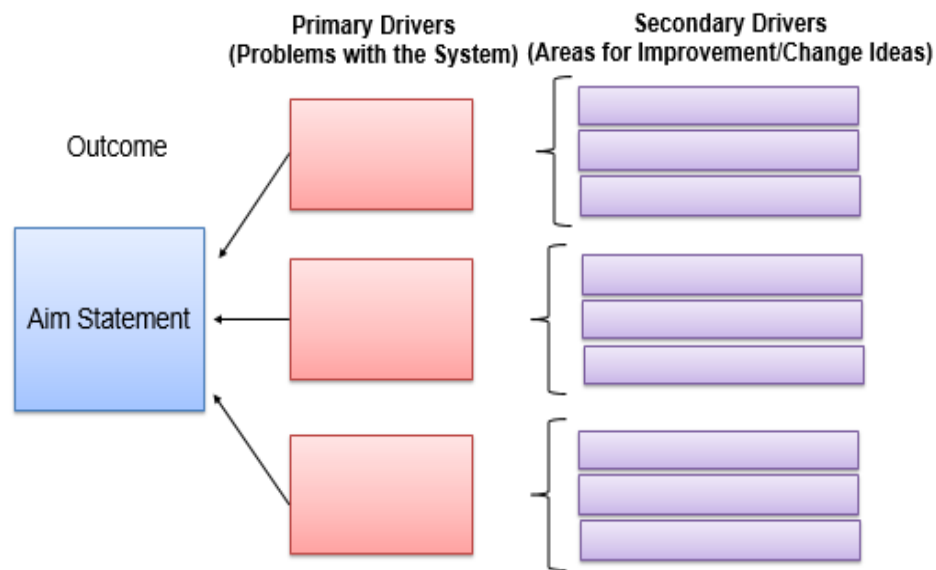 Primary Drivers
(Problems with the System)
Secondary Drivers
(Areas for Improvement/Change Ideas)
Outcome
Aim Statement